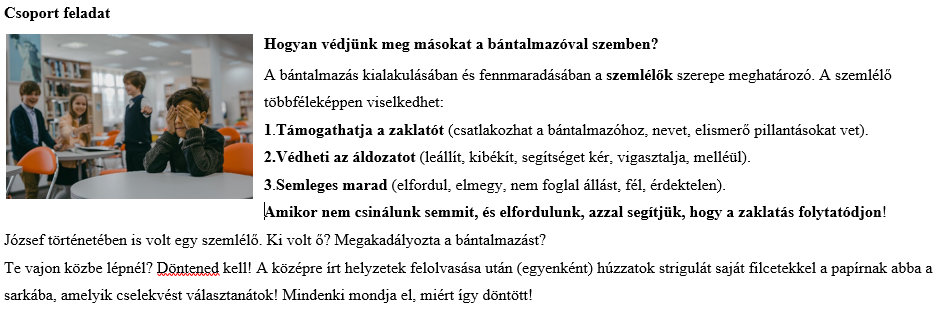 Csoport feladat
Hogyan védjünk meg másokat a bántalmazóval szemben?
A bántalmazás kialakulásában és fennmaradásában a szemlélők szerepe meghatározó. A szemlélő
többféleképpen viselkedhet:
1.Támogathatja a zaklatót (csatlakozhat a bántalmazóhoz, nevet, elismerő pillantásokat vet).
2.Védheti az áldozatot (leállít, kibékít, segítséget kér, vigasztalja, melléül).
3.Semleges marad (elfordul, elmegy, nem foglal állást, fél, érdektelen).
Amikor nem csinálunk semmit, és elfordulunk, azzal segítjük, hogy a zaklatás folytatódjon!
József történetében is volt egy szemlélő. Ki volt ő? Megakadályozta a bántalmazást?
Te vajon közbe lépnél? Döntened kell! A középre írt helyzetek felolvasása után (egyenként) húzzatok strigulát saját filcetekkel a papírnak abba a
sarkába, amelyik cselekvést választanátok! Mindenki mondja el, miért így döntött!